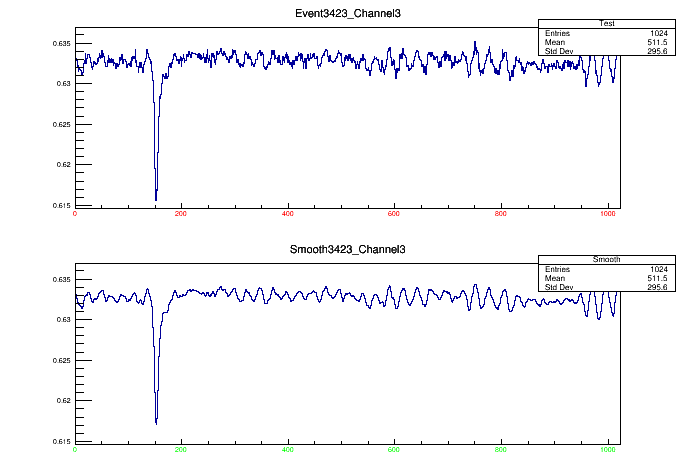 Event3423_Channel3
Test
Entries 1024
Mean 511.5
Std Dev 295.6
0.635
0.63
0.625
0.62
0.615
0 200 400 600 800 1000
Smooth3423_Channel3
Smooth
Entries 1024
Mean 511.5
Std Dev 295.6
0.635
0.63
0.625
0.62
0.615
0 200 400 600 800 1000